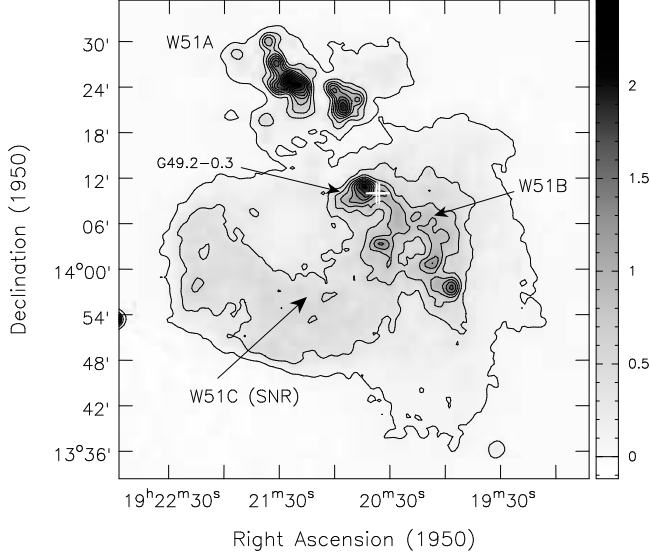 W51A
G49.2−0.3
W51B
W51C (SNR)
Declination (1950)
30'
24'
18'
12'
06'
14°00'
54'
48'
42'
13°36'
19ʰ22ᵐ30ˢ
21ᵐ30ˢ
20ᵐ30ˢ
19ᵐ30ˢ
Right Ascension (1950)
2
1.5
1
0.5
0